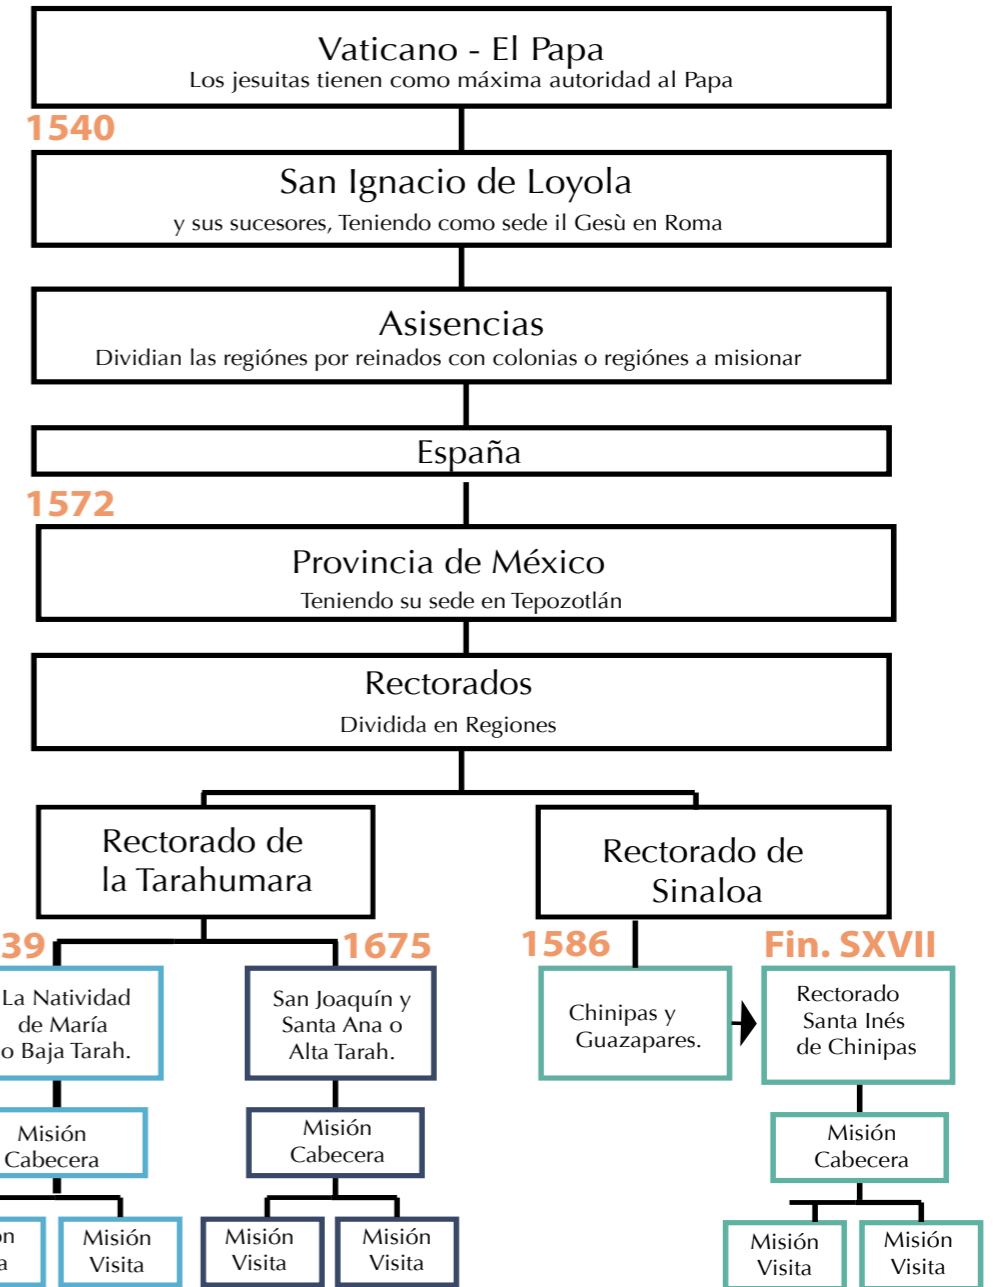 Vaticano - El Papa
Los jesuitas tienen como máxima autoridad al Papa
1540
San Ignacio de Loyola
y sus sucesores, Teniendo como sede il Gesù en Roma
Asisencias
Dividian las regiónes por reinados con colonias o regiónes a misionar
España
1572
Provincia de México
Teniendo su sede en Tepozotlán
Rectorados
Dividida en Regiones
Rectorado de
la Tarahumara
Rectorado de
Sinaloa
39
1675
1586
Fin. SXVII
La Natividad
de María
o Baja Tarah.
San Joaquín y
Santa Ana o
Alta Tarah.
Chinipas y
Guazapares.
Rectorado
Santa Inés
de Chinipas
Misión
Cabecera
Misión
Cabecera
Misión
Cabecera
Misión
Visita
Misión
Visita
Misión
Visita
Misión
Visita
Misión
Visita